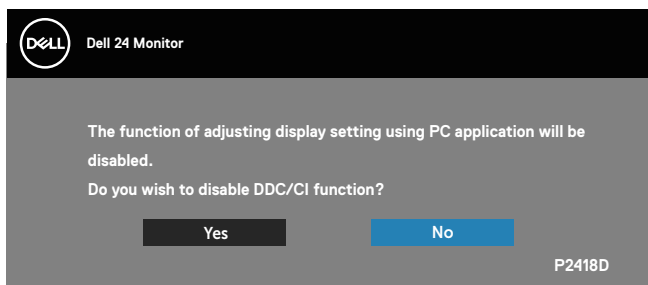 DELL
Dell 24 Monitor
The function of adjusting display setting using PC application will be
disabled.
Do you wish to disable DDC/CI function?
Yes No
P2418D